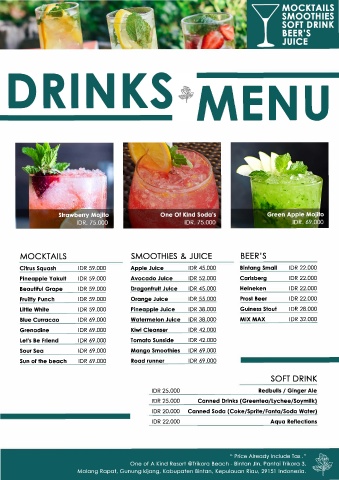 MOCKTAILS
SMOOTHIES
SOFT DRINK
BEER'S
JUICE
DRINKS
MENU
Strawberry Mojito
IDR. 75.000
One Of Kind Soda's
IDR. 75.000
Green Apple Mojito
IDR. 69.000
MOCKTAILS
Citrus Squash IDR 59.000
Pineapple Yakult IDR 59.000
Beautiful Grape IDR 59.000
Fruitty Punch IDR 59.000
Little White IDR 59.000
Blue Curracao IDR 69.000
Grenadine IDR 69.000
Let's Be Friend IDR 69.000
Sour Sea IDR 69.000
Sun of the beach IDR 69.000
SMOOTHIES & JUICE
Apple Juice IDR 45.000
Avocado Juice IDR 52.000
Dragonfruit Juice IDR 45.000
Orange Juice IDR 55.000
Pineapple Juice IDR 38.000
Watermelon Juice IDR 38.000
Kiwi Cleanser IDR 42.000
Tomato Sunside IDR 42.000
Mango Smoothies IDR 69.000
Road runner IDR 69.000
BEER'S
Bintang Small IDR 22.000
Carlsberg IDR 22.000
Heineken IDR 22.000
Prost Beer IDR 22.000
Guiness Stout IDR 28.000
MIX MAX IDR 32.000
SOFT DRINK
IDR 25.000 Redbulls / Ginger Ale
IDR 25.000 Canned Drinks (Greentea/Lychee/Soymilk)
IDR 20.000 Canned Soda (Coke/Sprite/Fanta/Soda Water)
IDR 22.000 Aqua Reflections
" Price Already Include Tax . "
One of A Kind Resort @Trikora Beach . Bintan Jln. Pantai Trikora 3,
Malang Rapat, Gunung kijang, Kabupaten Bintan, Kepulauan Riau, 29151 Indonesia.